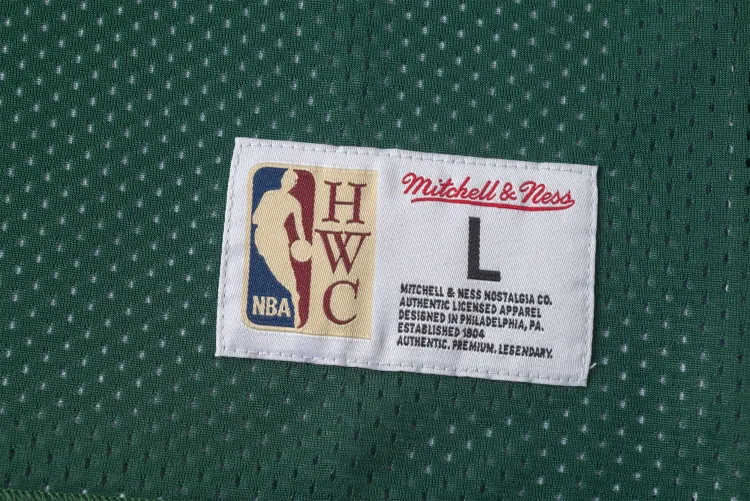 NBA
H
W
C
Mitchell & Ness
L
MITCHELL & NESS NOSTALGIA CO.
AUTHENTIC LICENSED APPAREL
DESIGNED IN PHILADELPHIA, PA.
ESTABLISHED 1904
AUTHENTIC. PREMIUM. LEGENDARY.